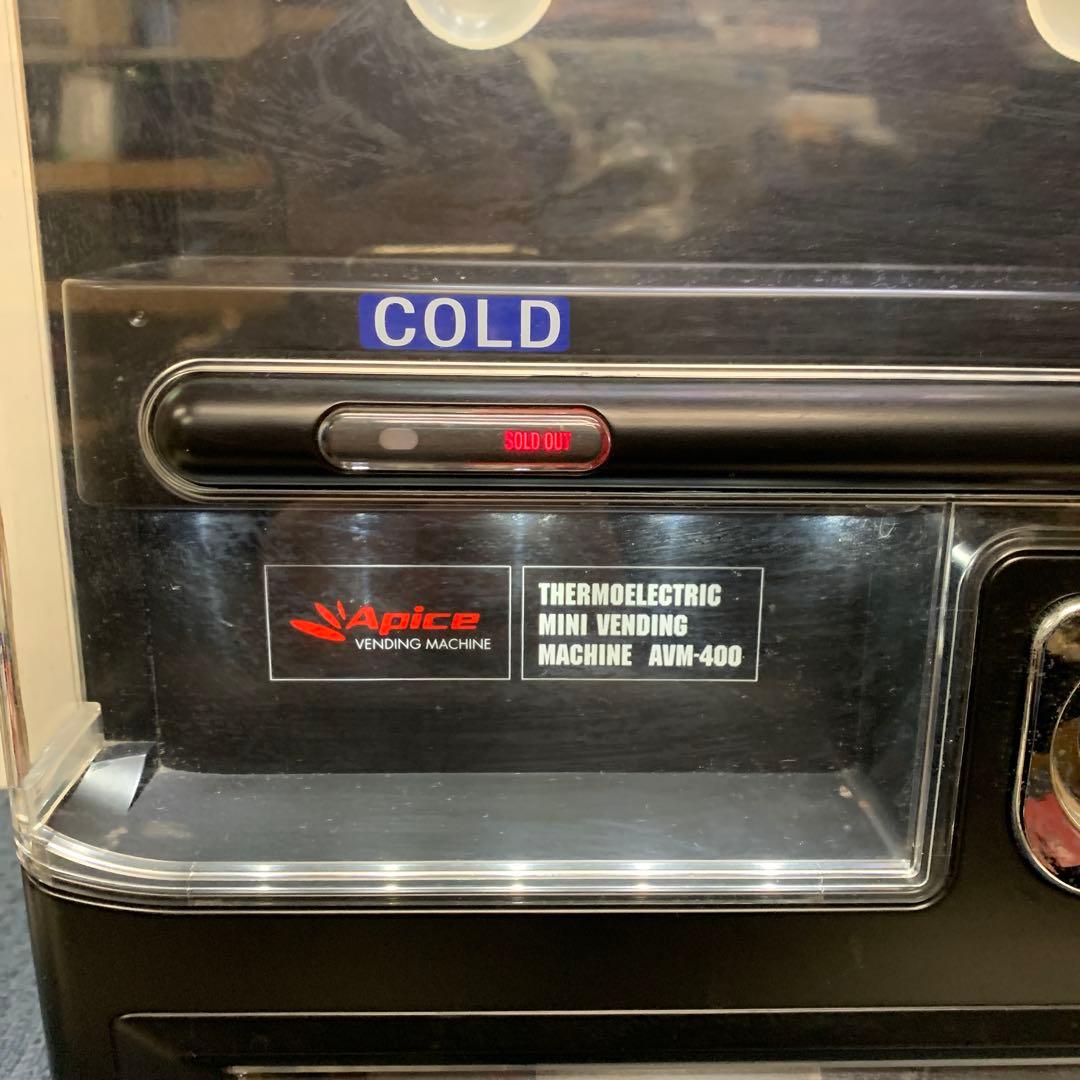 COLD
SOLD OUT
Apice
VENDING MACHINE
THERMOELECTRIC
MINI VENDING
MACHINE AVM-400